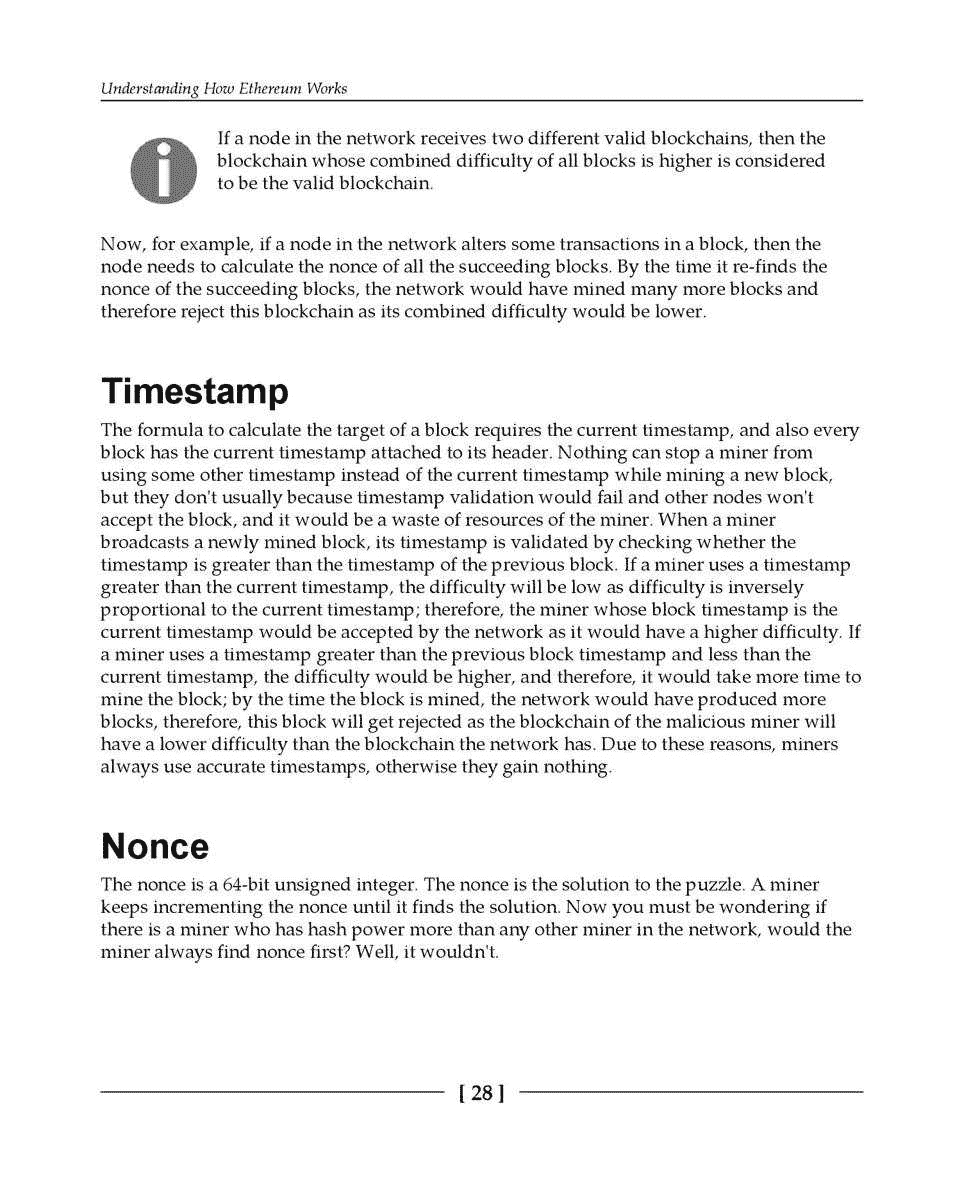 Understanding How Ethereum Works
If a node in the network receives two different valid blockchains, then the
blockchain whose combined difficulty of all blocks is higher is considered
to be the valid blockchain.
Now, for example, if a node in the network alters some transactions in a block, then the
node needs to calculate the nonce of all the succeeding blocks. By the time it re-finds the
nonce of the succeeding blocks, the network would have mined many more blocks and
therefore reject this blockchain as its combined difficulty would be lower.
Timestamp
The formula to calculate the target of a block requires the current timestamp, and also every
block has the current timestamp attached to its header. Nothing can stop a miner from
using some other timestamp instead of the current timestamp while mining a new block,
but they don't usually because timestamp validation would fail and other nodes won't
accept the block, and it would be a waste of resources of the miner. When a miner
broadcasts a newly mined block, its timestamp is validated by checking whether the
timestamp is greater than the timestamp of the previous block. If a miner uses a timestamp
greater than the current timestamp, the difficulty will be low as difficulty is inversely
proportional to the current timestamp; therefore, the miner whose block timestamp is the
current timestamp would be accepted by the network as it would have a higher difficulty. If
a miner uses a timestamp greater than the previous block timestamp and less than the
current timestamp, the difficulty would be higher, and therefore, it would take more time to
mine the block; by the time the block is mined, the network would have produced more
blocks, therefore, this block will get rejected as the blockchain of the malicious miner will
have a lower difficulty than the blockchain the network has. Due to these reasons, miners
always use accurate timestamps, otherwise they gain nothing.
Nonce
The nonce is a 64-bit unsigned integer. The nonce is the solution to the puzzle. A miner
keeps incrementing the nonce until it finds the solution. Now you must be wondering if
there is a miner who has hash power more than any other miner in the network, would the
miner always find nonce first? Well, it wouldn't.
[ 28 ]